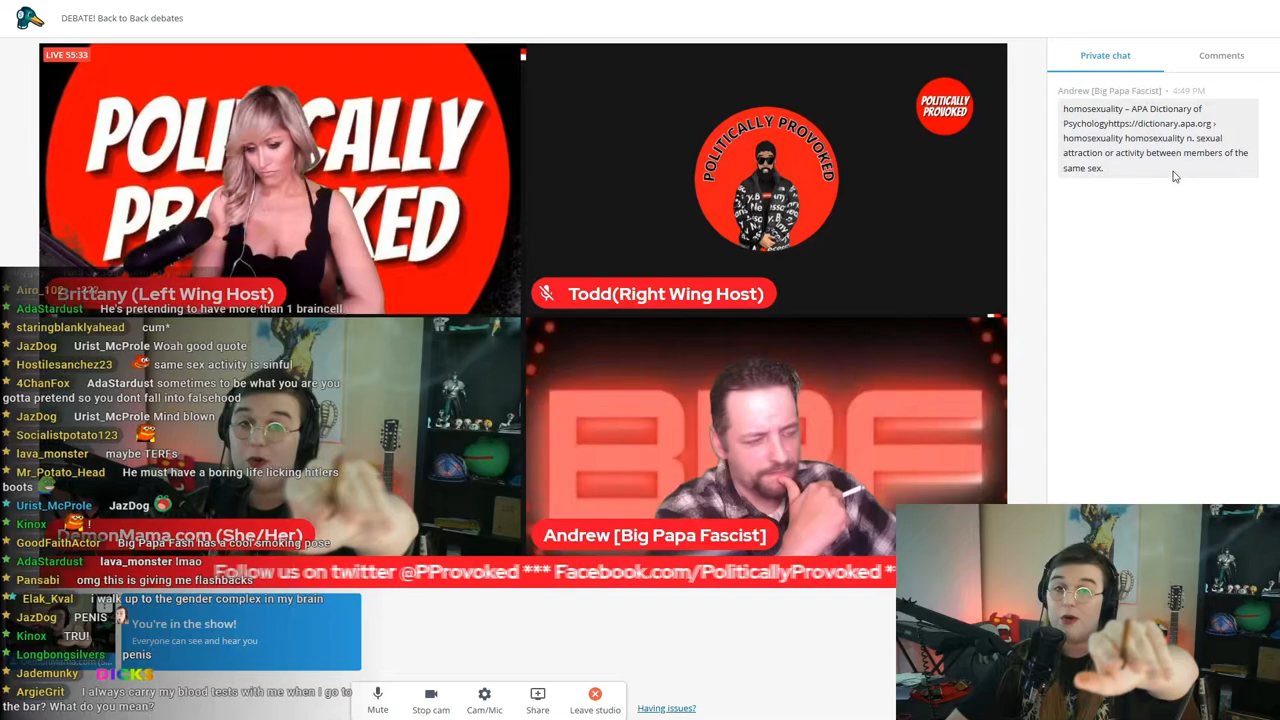 DEBATE! Back to Back debates
LIVE 55:33
POLITICALLY
PROVOKED
POLITICALLY PROVOKED
POLITICALLY
PROVOKED
Private chat
Comments
Andrew [Big Papa Fascist] • 4:49 PM
homosexuality – APA Dictionary of
Psychologyhttps://dictionary.apa.org ›
homosexuality homosexuality n. sexual
attraction or activity between members of the
same sex.
Brittany (Left Wing Host)
Todd(Right Wing Host)
Airo_102 ???
AdaStardust He's pretending to have more than 1 braincell
staringblanklyahead cum*
JazDog Urist_McProle Woah good quote
Hostilesanchez23 same sex activity is sinful
4ChanFox AdaStardust sometimes to be what you are you
gotta pretend so you dont fall into falsehood
JazDog Urist_McProle Mind blown
Socialistpotato123
lava_monster maybe TERFs
Mr_Potato_Head He must have a boring life licking hitlers
boots
Urist_McProle JazDog
Kinox !
DemonMama.com (She/Her)
Andrew [Big Papa Fascist]
BPF
GoodFaithActor Big Papa Fash has a cool smoking pose
AdaStardust lava_monster lmao
Follow us on twitter @PProvoked *** Facebook.com/PoliticallyProvoked *
Pansabi omg this is giving me flashbacks
Elak_Kval i walk up to the gender complex in my brain
JazDog PENIS
You're in the show!
Kinox TRU!
Everyone can see and hear you
Longbongsilvers penis
Jademunky DICKS
ArgieGrit I always carry my blood tests with me when I go to
the bar? What do you mean?
Mute
Stop cam
Cam/Mic
Share
Leave studio
Having issues?